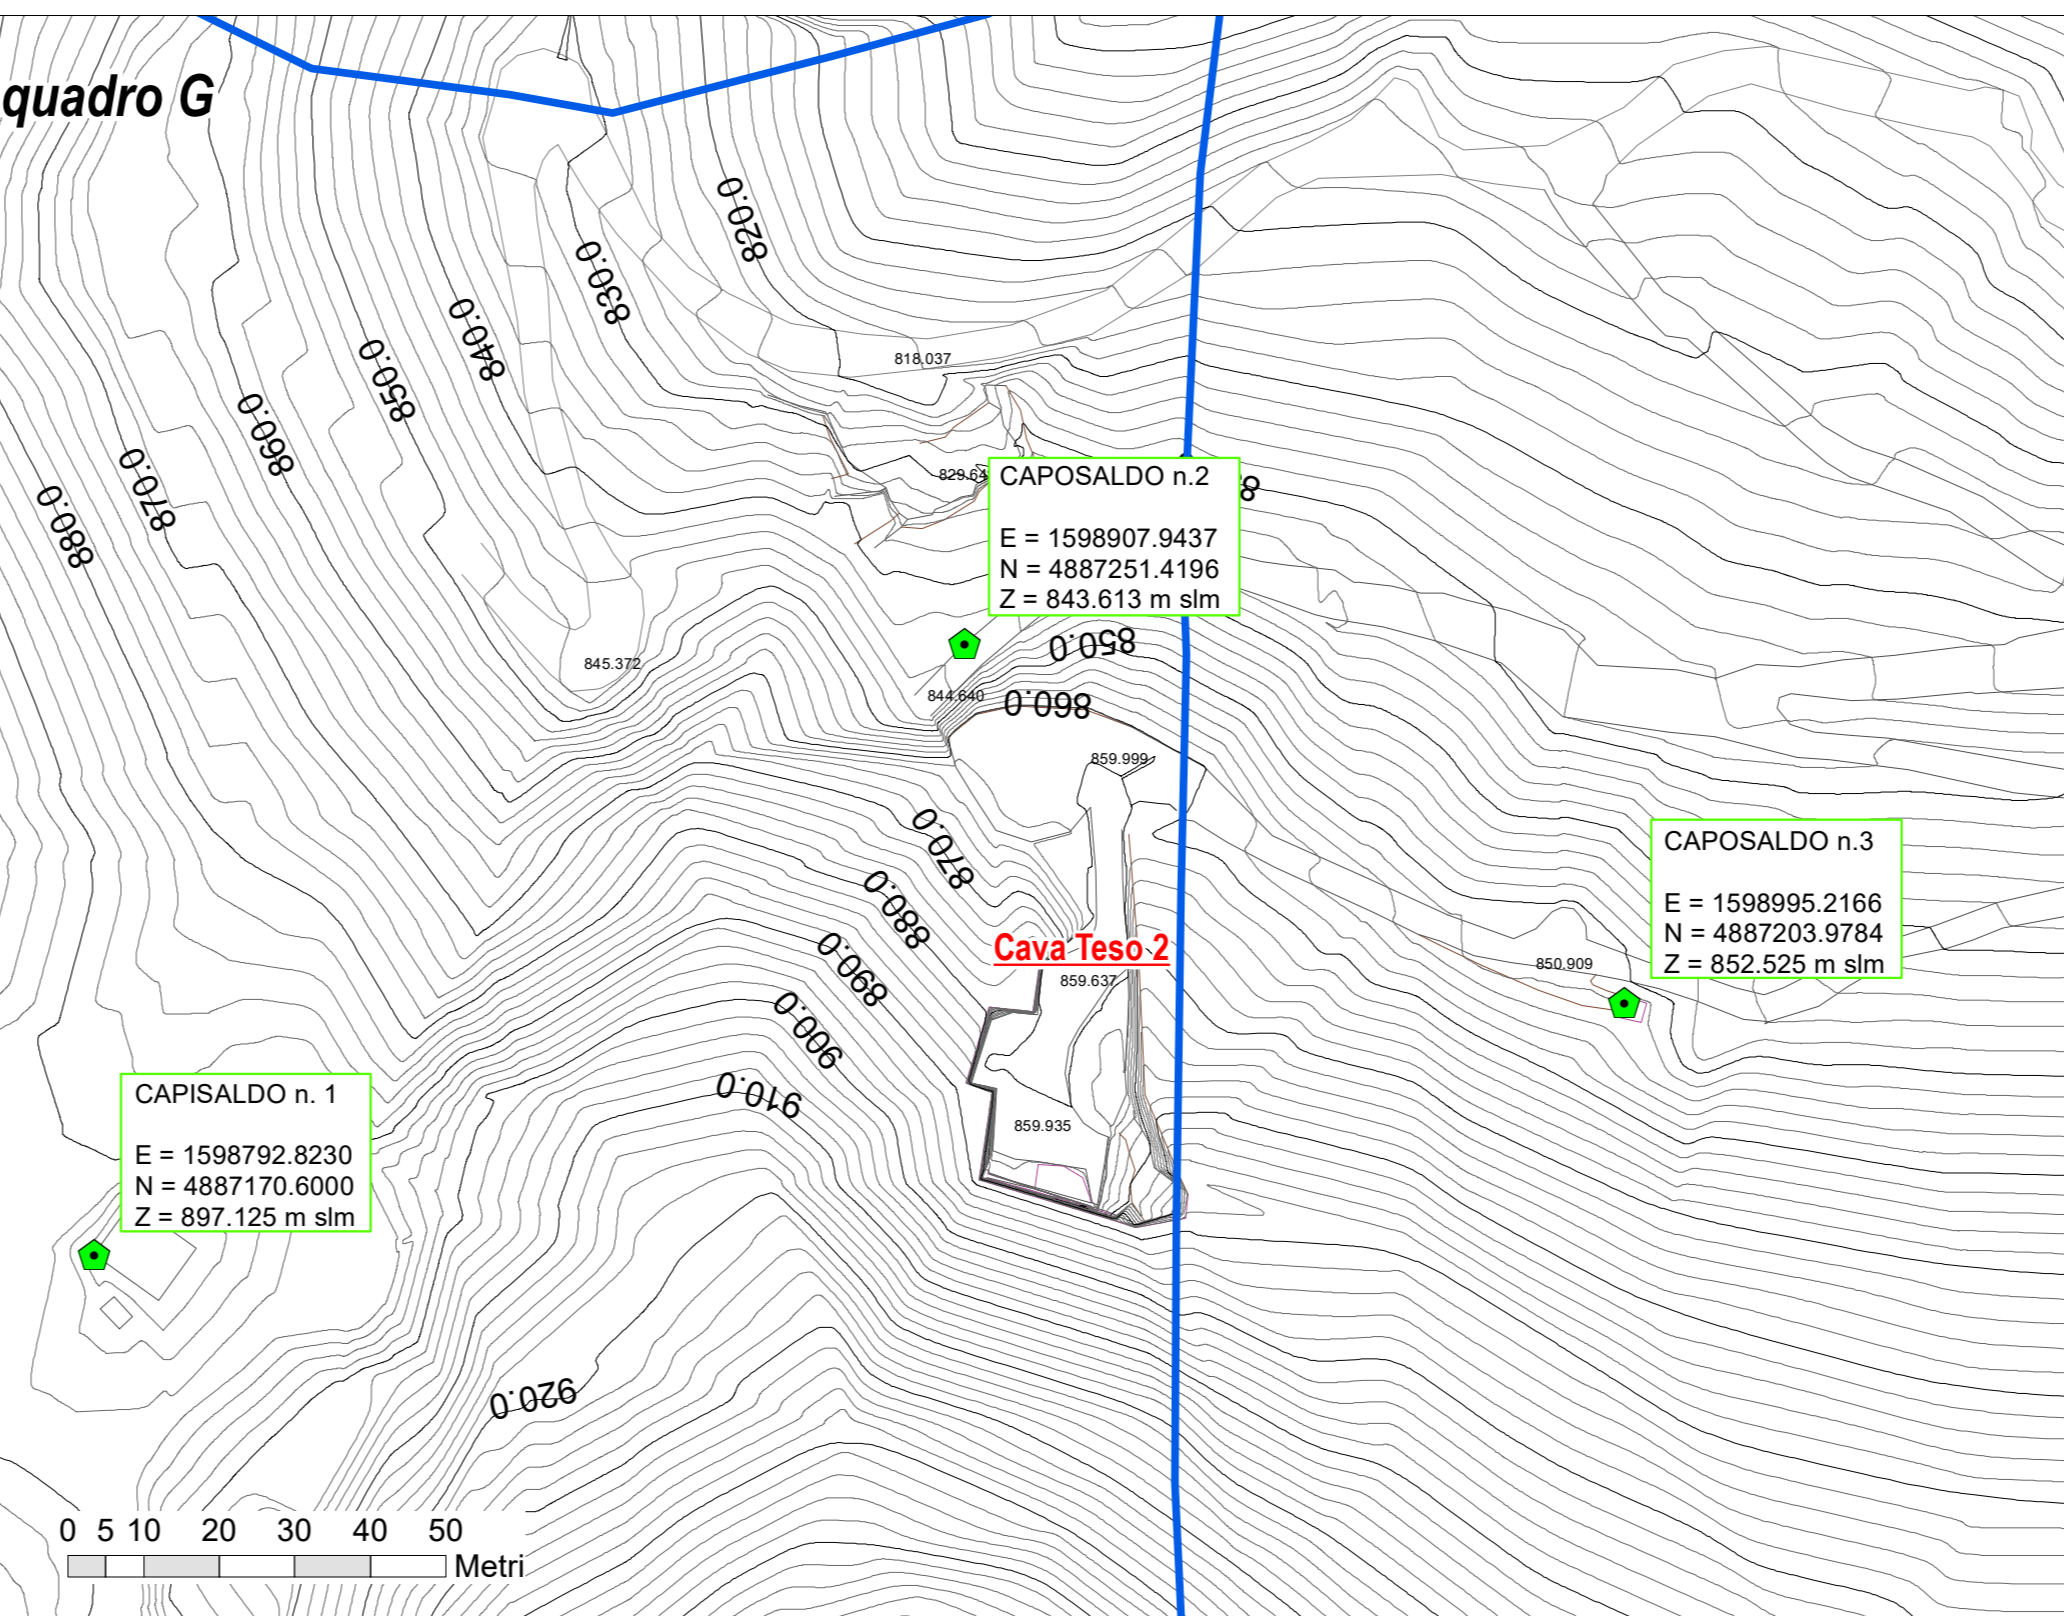 quadro G
820.0
830.0
840.0
850.0
860.0
870.0
880.0
818.037
829.64
CAPOSALDO n.2
E = 1598907.9437
N = 4887251.4196
Z = 843.613 m slm
8
845.372
844.640
850.0
860.0
859.999
870.0
880.0
890.0
900.0
910.0
Cava Teso 2
859.637
859.935
CAPOSALDO n.3
E = 1598995.2166
N = 4887203.9784
Z = 852.525 m slm
850.909
CAPISALDO n. 1
E = 1598792.8230
N = 4887170.6000
Z = 897.125 m slm
920.0
0 5 10 20 30 40 50
Metri